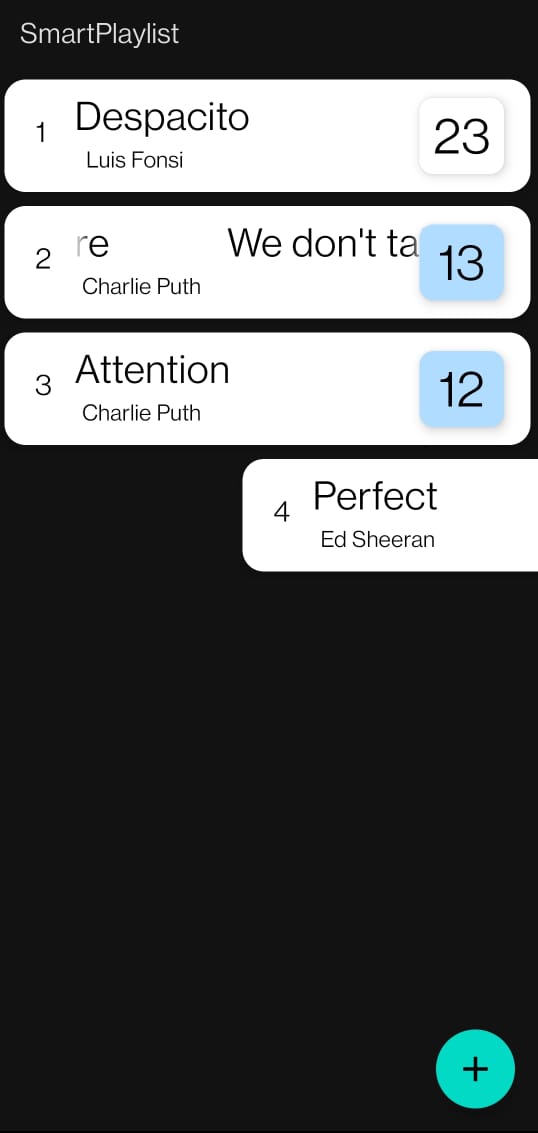 SmartPlaylist
1
Despacito
23
Luis Fonsi
2
re We don't ta
13
Charlie Puth
3
Attention
12
Charlie Puth
4
Perfect
Ed Sheeran
+